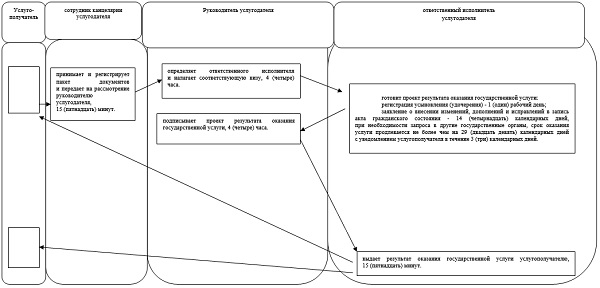 Услуго-
получатель
сотрудник канцелярии
услугодателя
Руководитель услугодателя
ответственный исполнитель
услугодателя
принимает и регистрирует
пакет документов
и передает на рассмотрение
руководителю
услугодателя,
15 (пятнадцать) минут.
определяет ответственного исполнителя
и налагает соответствующую визу, 4 (четыре)
часа.
подписывает проект результата оказания
государственной услуги, 4 (четыре) часа.
готовит проект результата оказания государственной услуги:
регистрации усыновления (удочерения) - 1 (один) рабочий день;
заявление о внесении изменений, дополнений и исправлений в запись
акта гражданского состояния - 14 (четырнадцать) календарных дней,
при необходимости запроса в другие государственные органы, срок оказания
услуги продлевается не более чем на 29 (двадцать девять) календарных дней
с уведомлением услугополучателя в течение 3 (три) календарных дней.
выдает результат оказания государственной услуги услугополучателю,
15 (пятнадцать) минут.